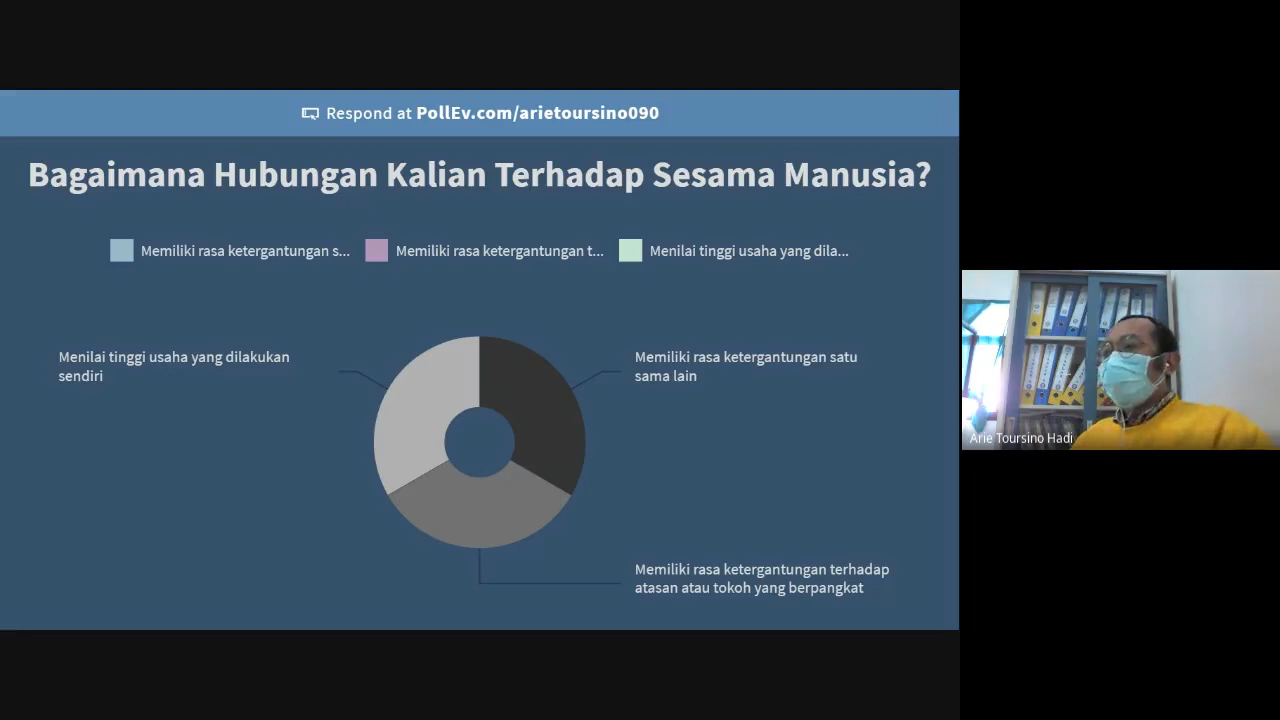 Respond at PollEv.com/arietoursino090
Bagaimana Hubungan Kalian Terhadap Sesama Manusia?
Memiliki rasa ketergantungan s...
Memiliki rasa ketergantungan t...
Menilai tinggi usaha yang dila...
Menilai tinggi usaha yang dilakukan
sendiri
Memiliki rasa ketergantungan satu
sama lain
Memiliki rasa ketergantungan terhadap
atasan atau tokoh yang berpangkat
Arie Toursino Hadi